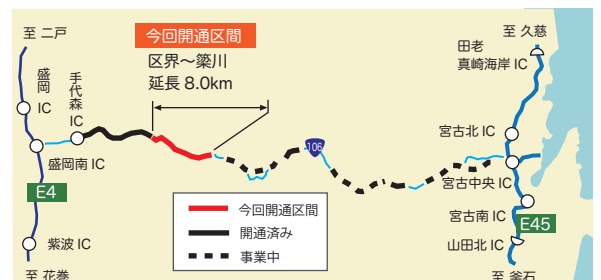 至 二戸
今回開通区間
区界～簗川
延長 8.0km
至 久慈
田老
真崎海岸 IC
盛岡
IC
手代森
IC
106
宮古北 IC
盛岡南 IC
E4
宮古中央 IC
今回開通区間
開通済み
事業中
宮古南 IC
E45
紫波 IC
山田北 IC
至 花巻
至 釜石